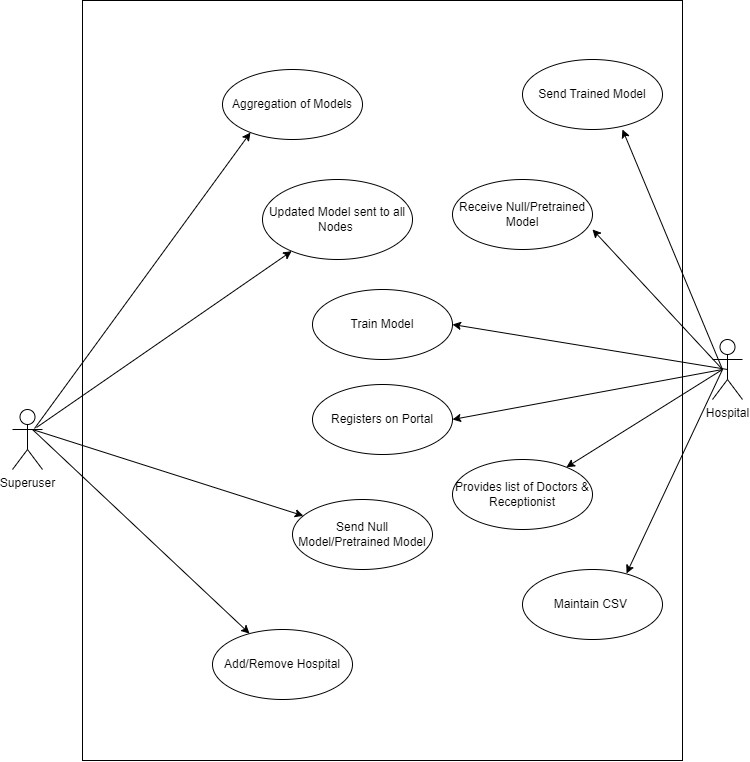 Send Trained Model
Aggregation of Models
Receive Null/Pretrained
Model
Updated Model sent to all
Nodes
Train Model
Registers on Portal
Hospital
Superuser
Provides list of Doctors &
Receptionist
Send Null
Model/Pretrained Model
Maintain CSV
Add/Remove Hospital